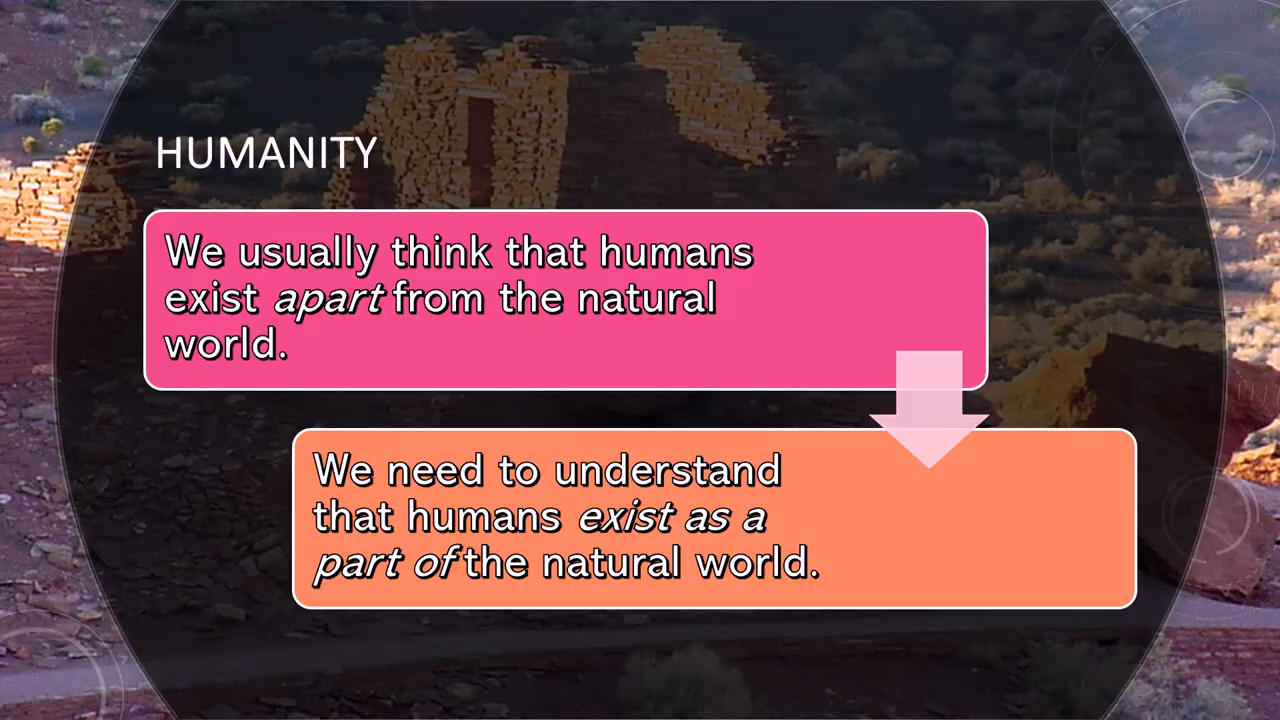 HUMANITY
We usually think that humans
exist apart from the natural
world.
We need to understand
that humans exist as a
part of the natural world.